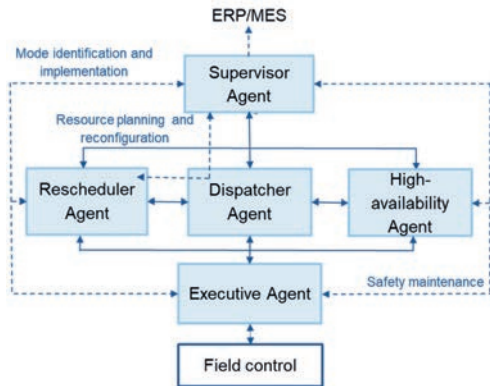 ERP/MES
Mode identification and
implementation
Supervisor
Agent
Resource planning and
reconfiguration
Rescheduler
Agent
Dispatcher
Agent
High-
availability
Agent
Executive Agent
Safety maintenance
Field control